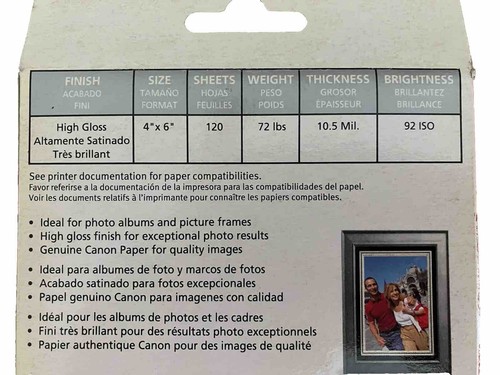 FINISH SIZE SHEETS WEIGHT THICKNESS BRIGHTNESS
ACABADO TAMAÑO HOJAS PESO GROSOR BRILLANTEZ
FINI FORMAT FEUILLES POIDS ÉPAISSEUR BRILLANCE
High Gloss 4"x 6" 120 72 lbs 10.5 Mil. 92 ISO
Altamente Satinado
Très brillant
See printer documentation for paper compatibilities.
Favor referirse a la documentación de la impresora para las compatibilidades del papel.
Voir les documents relatifs à l'imprimante pour connaître les papiers compatibles.
• Ideal for photo albums and picture frames
• High gloss finish for exceptional photo results
• Genuine Canon Paper for quality images
• Ideal para albumes de foto y marcos de fotos
• Acabado satinado para fotos excepcionales
• Papel genuino Canon para imagenes con calidad
• Idéal pour les albums de photos et les cadres
• Fini très brillant pour des résultats photo exceptionnels
• Papier authentique Canon pour des images de qualité